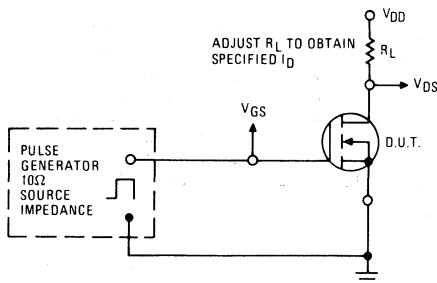 V_DD
ADJUST R_L TO OBTAIN
SPECIFIED I_D
R_L
V_DS
V_GS
D.U.T.
PULSE
GENERATOR
10Ω
SOURCE
IMPEDANCE